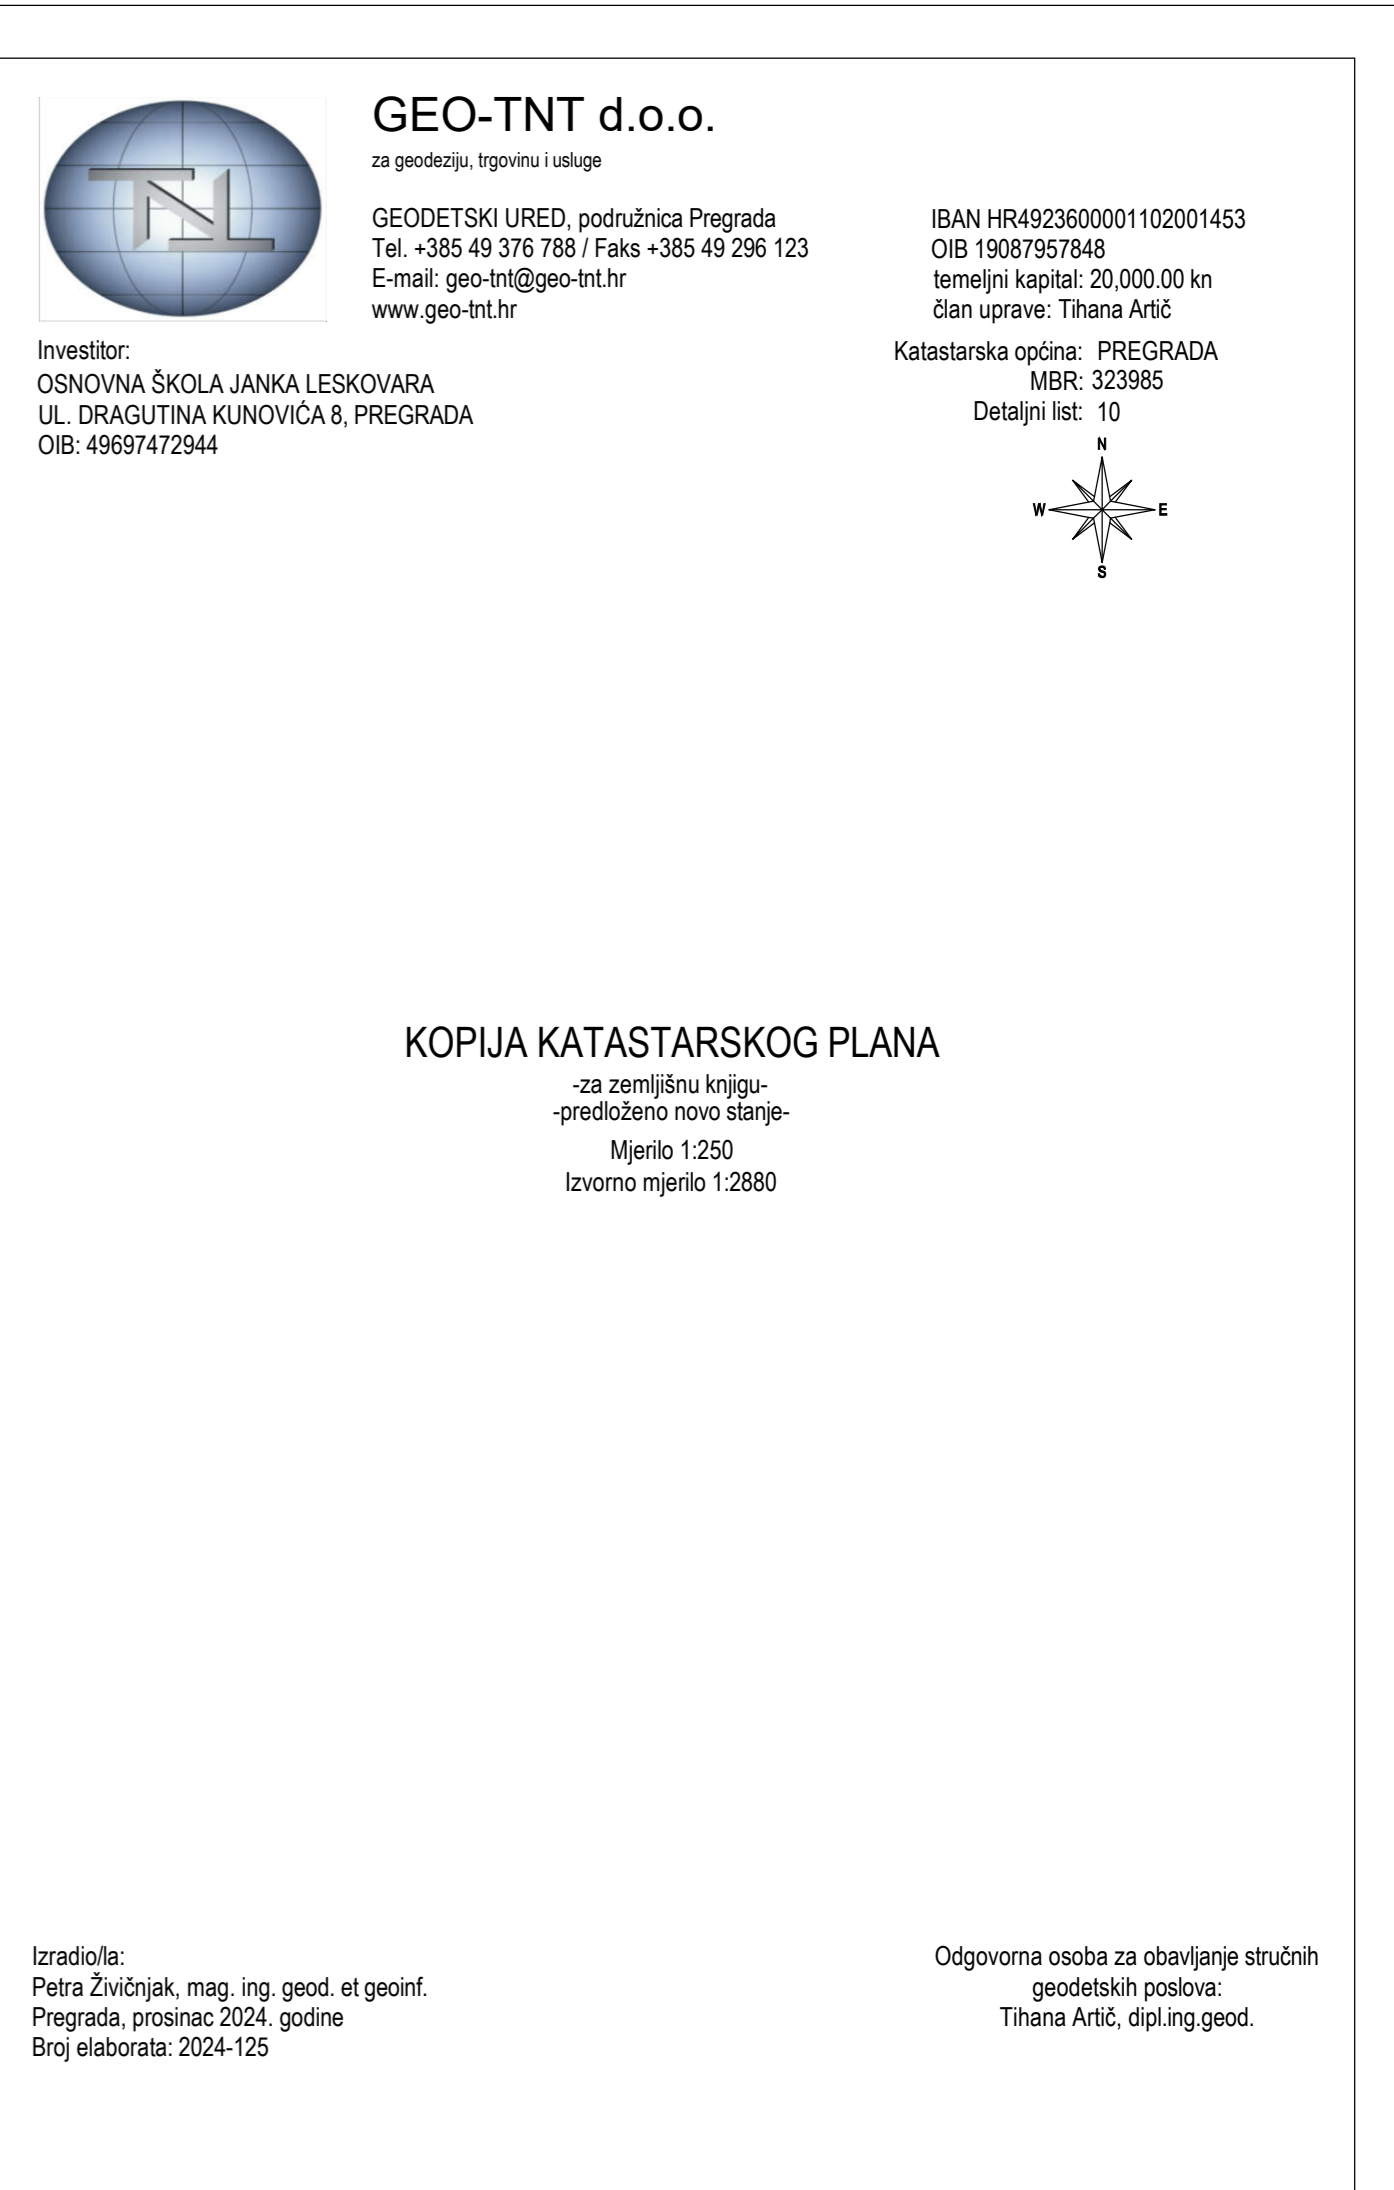 GEO-TNT d.o.o.
za geodeziju, trgovinu i usluge
GEODETSKI URED, podružnica Pregrada
Tel. +385 49 376 788 / Faks +385 49 296 123
E-mail: geo-tnt@geo-tnt.hr
www.geo-tnt.hr
IBAN HR4923600001102001453
OIB 19087957848
temeljni kapital: 20,000.00 kn
član uprave: Tihana Artič
Investitor:
OSNOVNA ŠKOLA JANKA LESKOVARA
UL. DRAGUTINA KUNOVIĆA 8, PREGRADA
OIB: 49697472944
Katastarska općina: PREGRADA
MBR: 323985
Detaljni list: 10
N
W E
S
KOPIJA KATASTARSKOG PLANA
-za zemljišnu knjigu-
-predloženo novo stanje-
Mjerilo 1:250
Izvorno mjerilo 1:2880
Izradio/la:
Petra Živičnjak, mag. ing. geod. et geoinf.
Pregrada, prosinac 2024. godine
Broj elaborata: 2024-125
Odgovorna osoba za obavljanje stručnih
geodetskih poslova:
Tihana Artič, dipl.ing.geod.